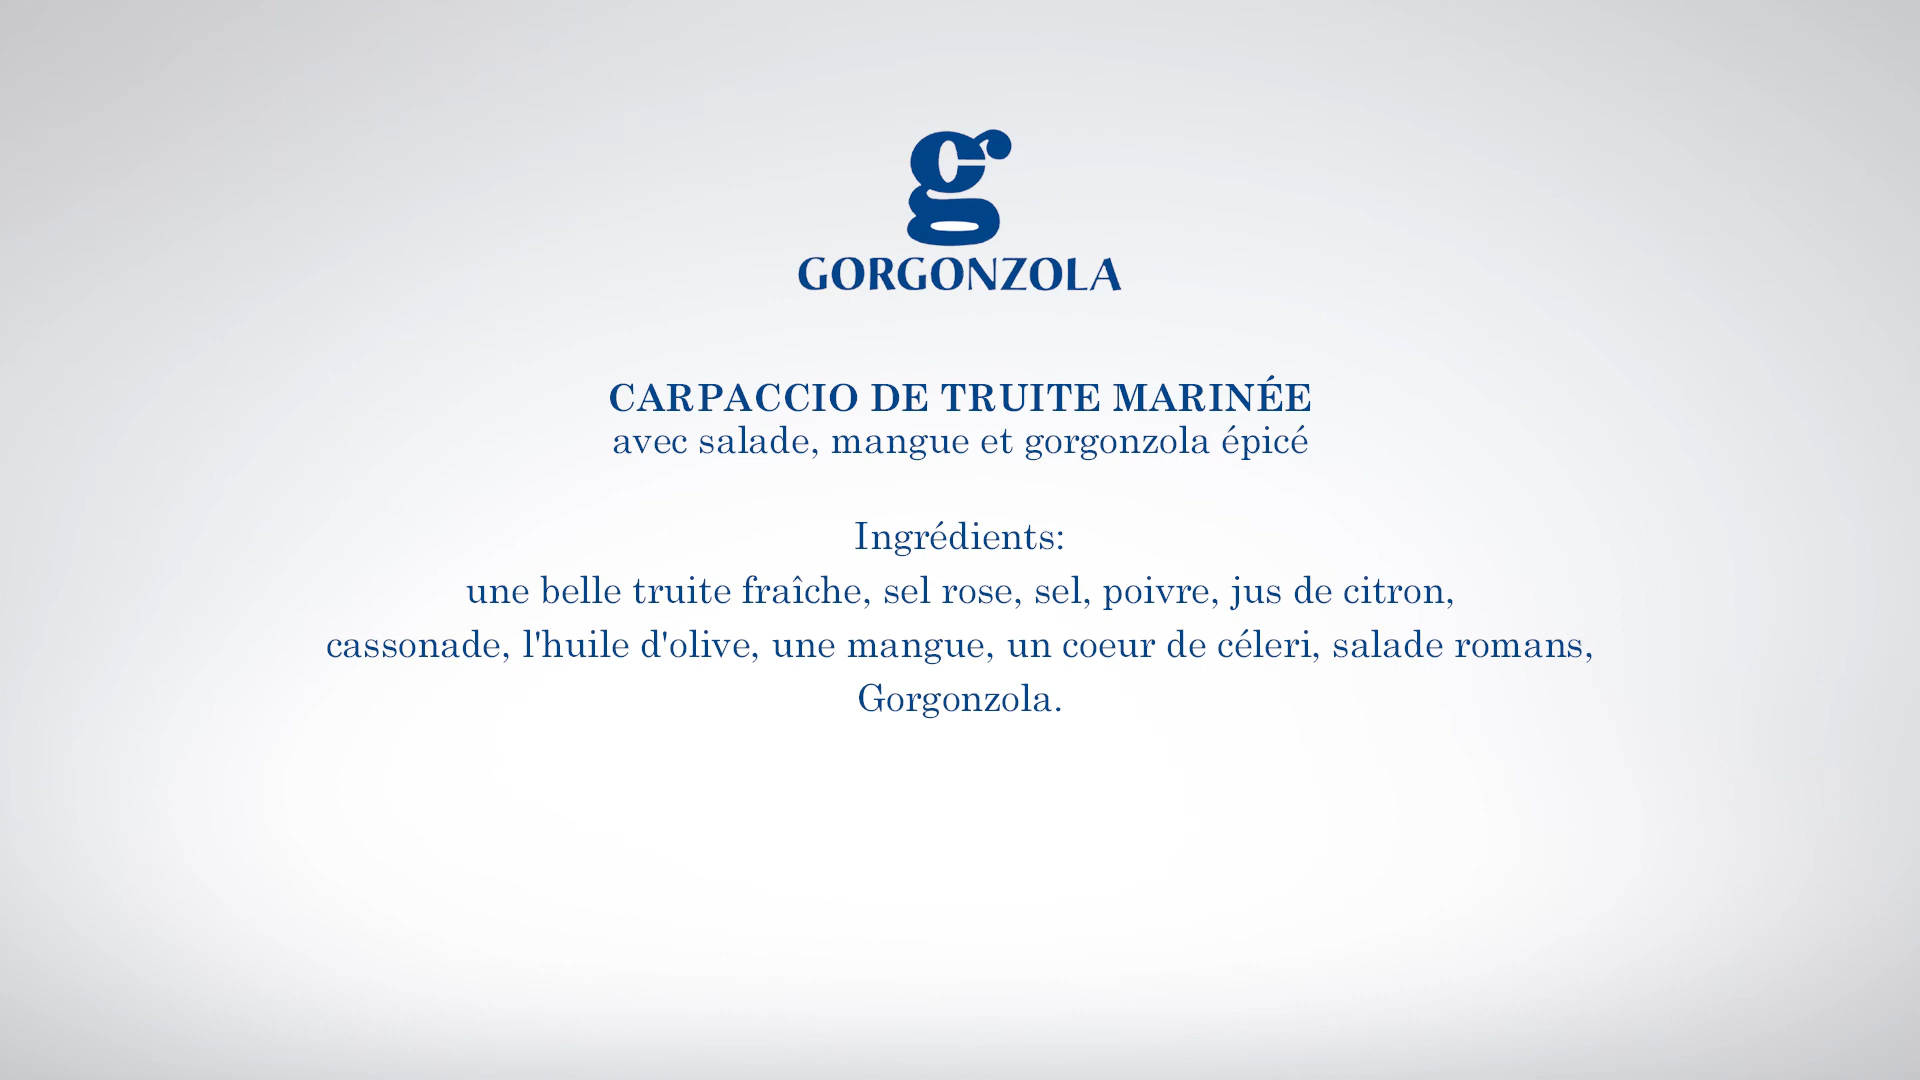 g
GORGONZOLA
CARPACCIO DE TRUITE MARINÉE
avec salade, mangue et gorgonzola épicé
Ingrédients:
une belle truite fraîche, sel rose, sel, poivre, jus de citron,
cassonade, l'huile d'olive, une mangue, un coeur de céleri, salade romans,
Gorgonzola.